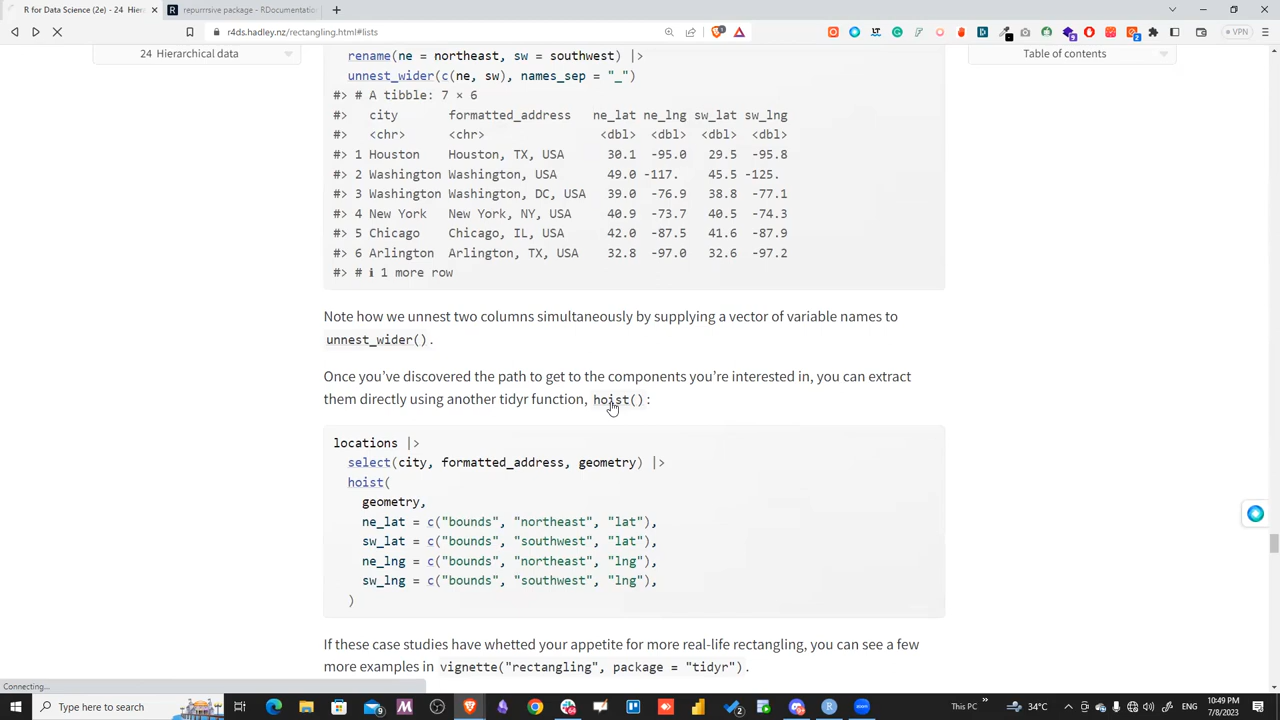 R for Data Science (2e) - 24 Hiera
repurrrsive package - RDocumentatio
r4ds.hadley.nz/rectangling.html#lists
VPN
24 Hierarchical data
Table of contents
rename(ne = northeast, sw = southwest) |>
unnest_wider(c(ne, sw), names_sep = "_")
#> # A tibble: 7 × 6
#>   city       formatted_address   ne_lat ne_lng sw_lat sw_lng
#>   <chr>      <chr>                <dbl>  <dbl>  <dbl>  <dbl>
#> 1 Houston    Houston, TX, USA      30.1  -95.0   29.5  -95.8
#> 2 Washington Washington, USA       49.0 -117.    45.5 -125.
#> 3 Washington Washington, DC, USA   39.0  -76.9   38.8  -77.1
#> 4 New York   New York, NY, USA     40.9  -73.7   40.5  -74.3
#> 5 Chicago    Chicago, IL, USA      42.0  -87.5   41.6  -87.9
#> 6 Arlington  Arlington, TX, USA    32.8  -97.0   32.6  -97.2
#> # ℹ 1 more row
Note how we unnest two columns simultaneously by supplying a vector of variable names to
unnest_wider().
Once you’ve discovered the path to get to the components you’re interested in, you can extract
them directly using another tidyr function, hoist():
locations |>
select(city, formatted_address, geometry) |>
hoist(
geometry,
ne_lat = c("bounds", "northeast", "lat"),
sw_lat = c("bounds", "southwest", "lat"),
ne_lng = c("bounds", "northeast", "lng"),
sw_lng = c("bounds", "southwest", "lng"),
)
If these case studies have whetted your appetite for more real-life rectangling, you can see a few
more examples in vignette("rectangling", package = "tidyr").
Connecting...
Type here to search
This PC
34°C
ENG
10:49 PM
7/8/2023